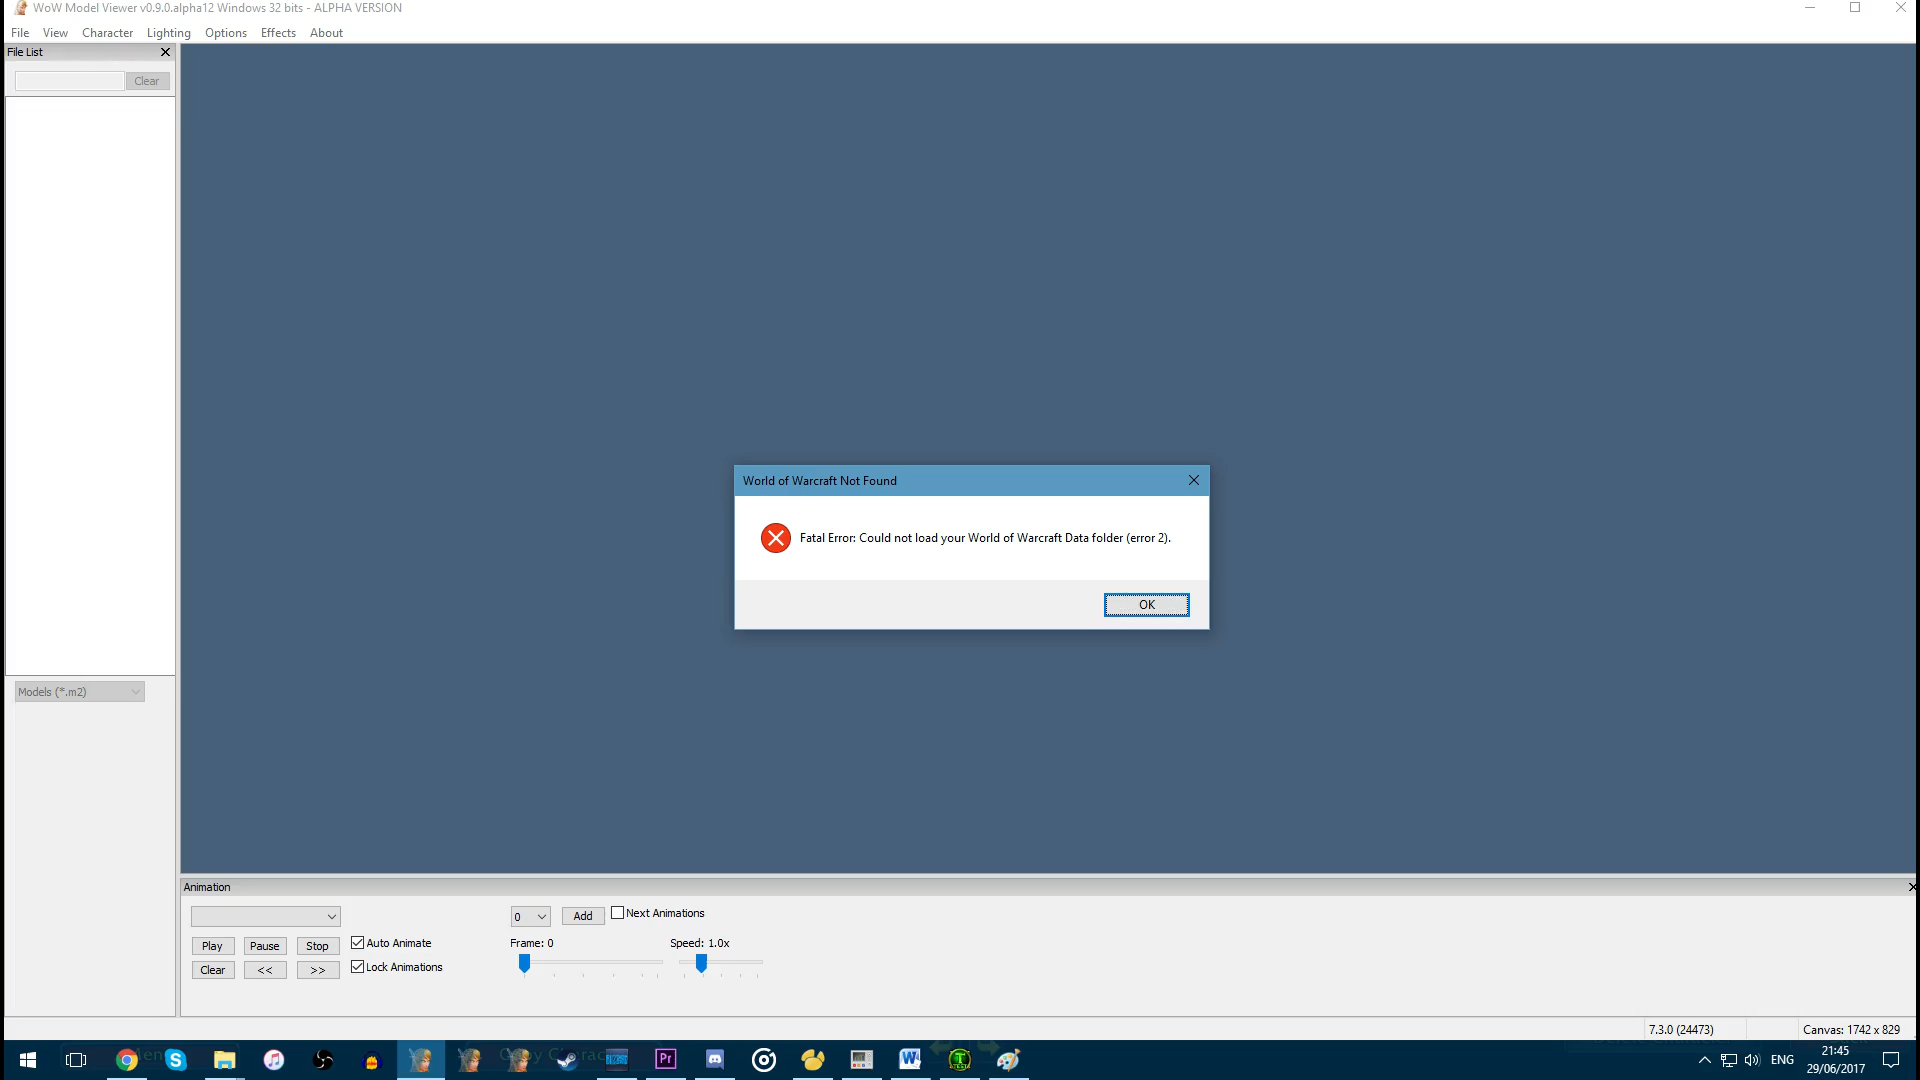 WoW Model Viewer v0.9.0.alpha12 Windows 32 bits - ALPHA VERSION
File View Character Lighting Options Effects About
File List
Clear
World of Warcraft Not Found
Fatal Error: Could not load your World of Warcraft Data folder (error 2).
OK
Models (*.m2)
Animation
0 Add Next Animations
Play Pause Stop Auto Animate Frame: 0 Speed: 1.0x
Clear << >> Lock Animations
7.3.0 (24473) Canvas: 1742 x 829
ENG 21:45
29/06/2017